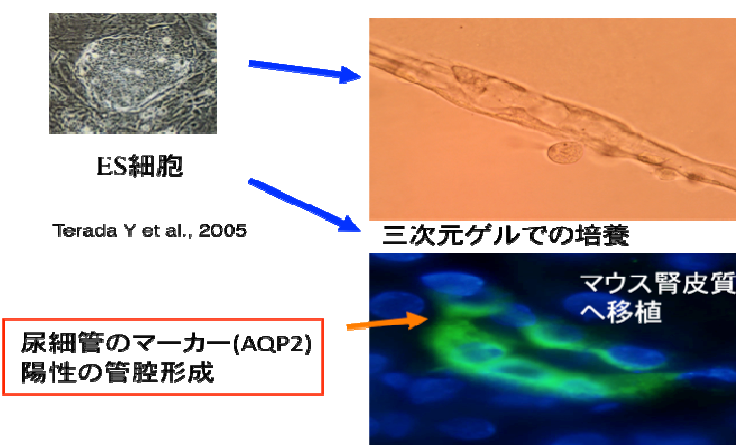 ES細胞
Terada Y et al., 2005
三次元ゲルでの培養
マウス腎皮質
へ移植
尿細管のマーカー(AQP2)
陽性の管腔形成